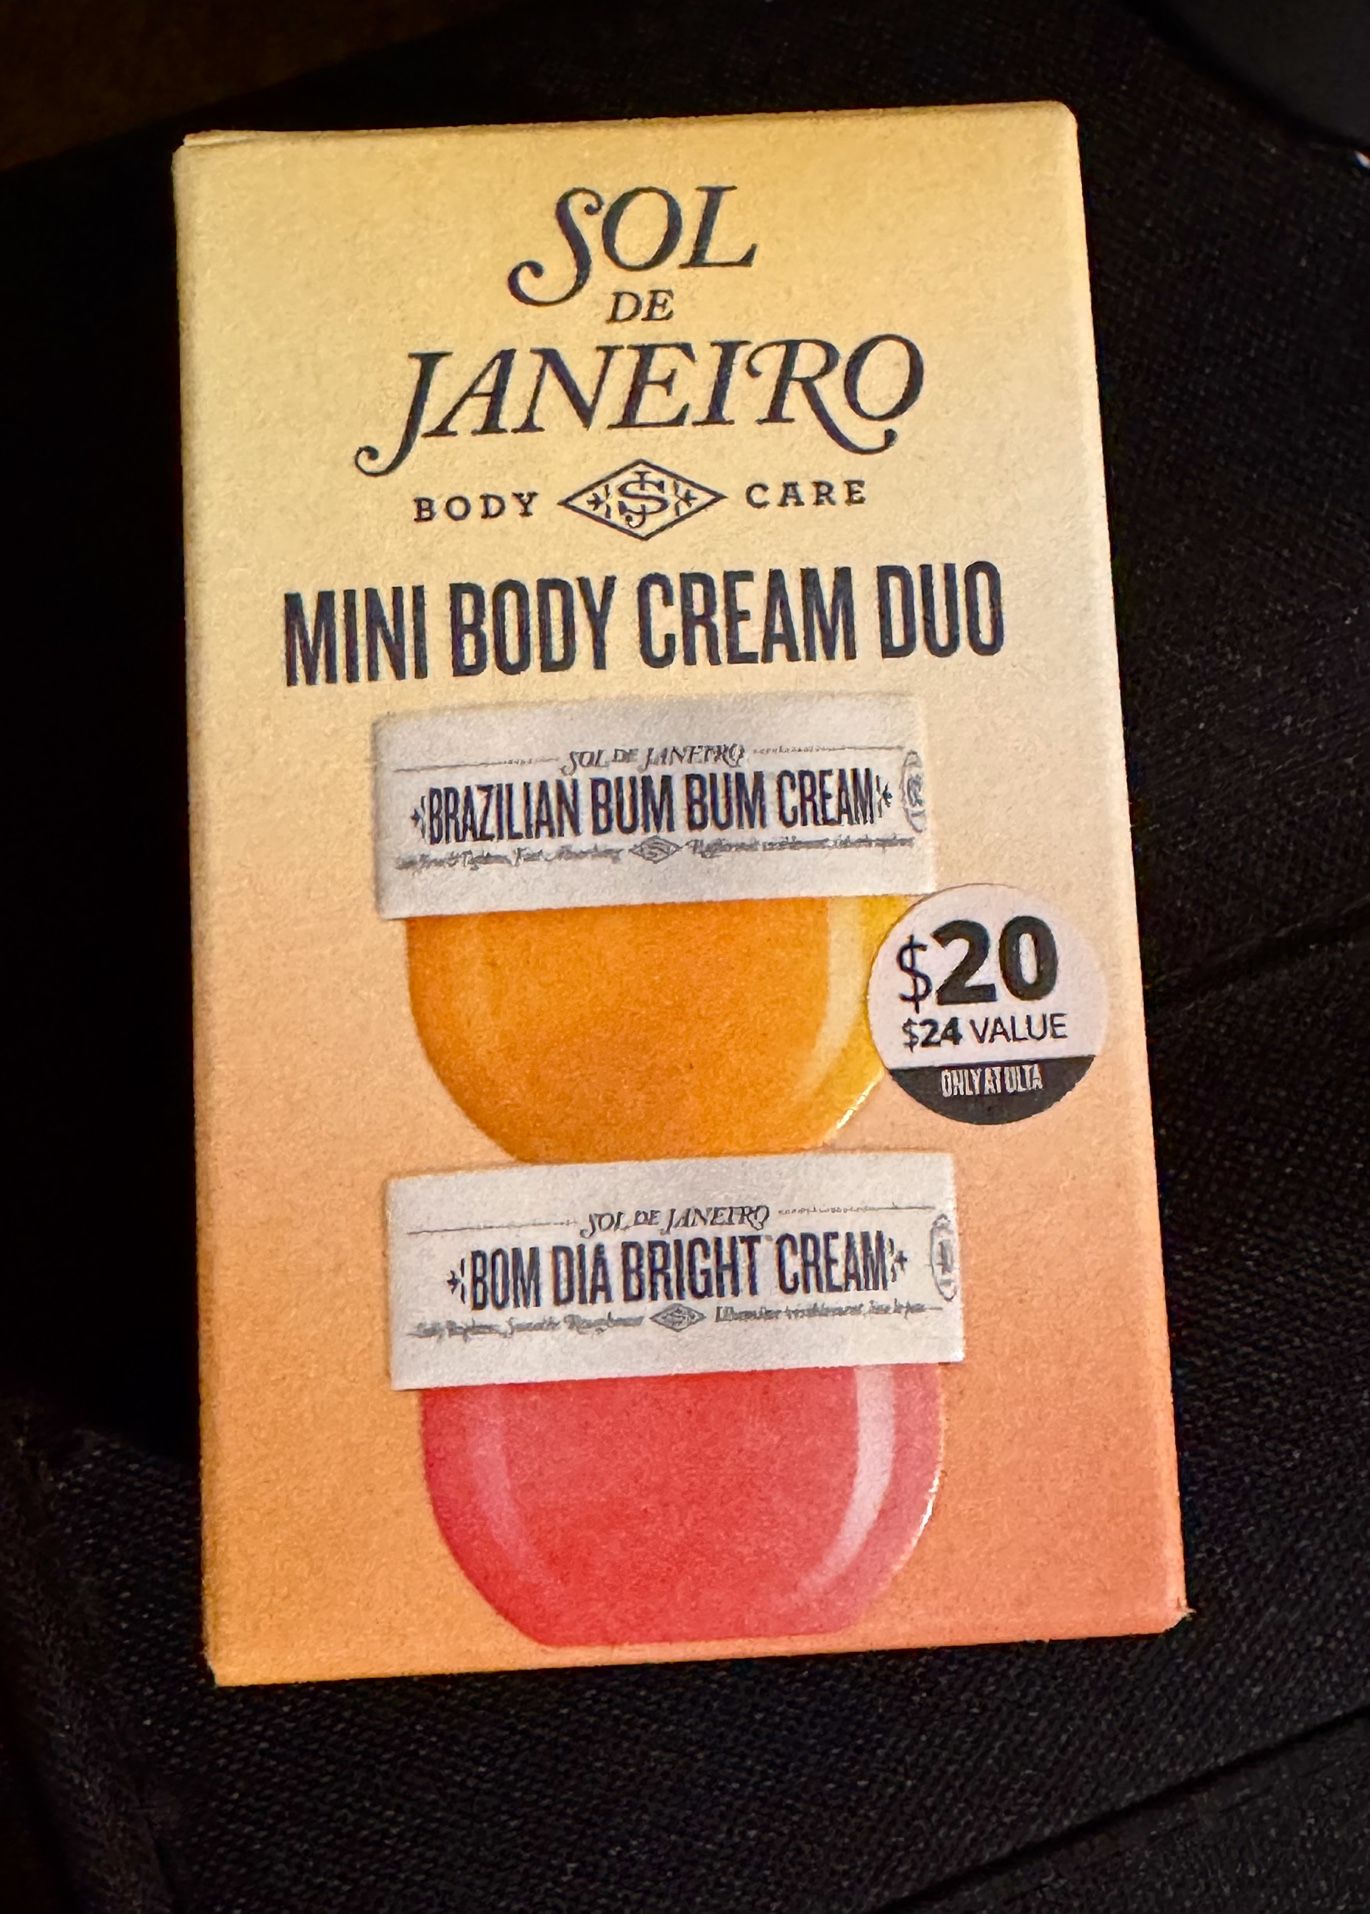 SOL
DE
JANEIRO
BODY CARE
MINI BODY CREAM DUO
SOL DE JANEIRO
BRAZILIAN BUM BUM CREAM
$20
$24 VALUE
ONLY AT ULTA
SOL DE JANEIRO
BOM DIA BRIGHT CREAM